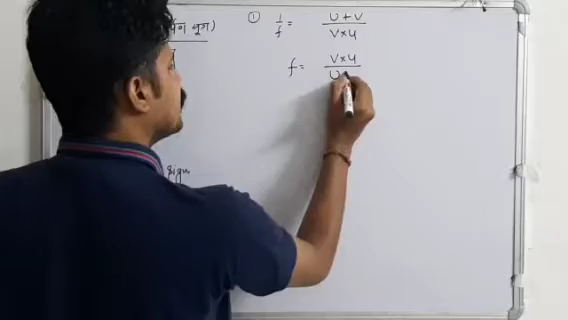 ① 1/f = U + V / V × u
f = V × u / U
sign